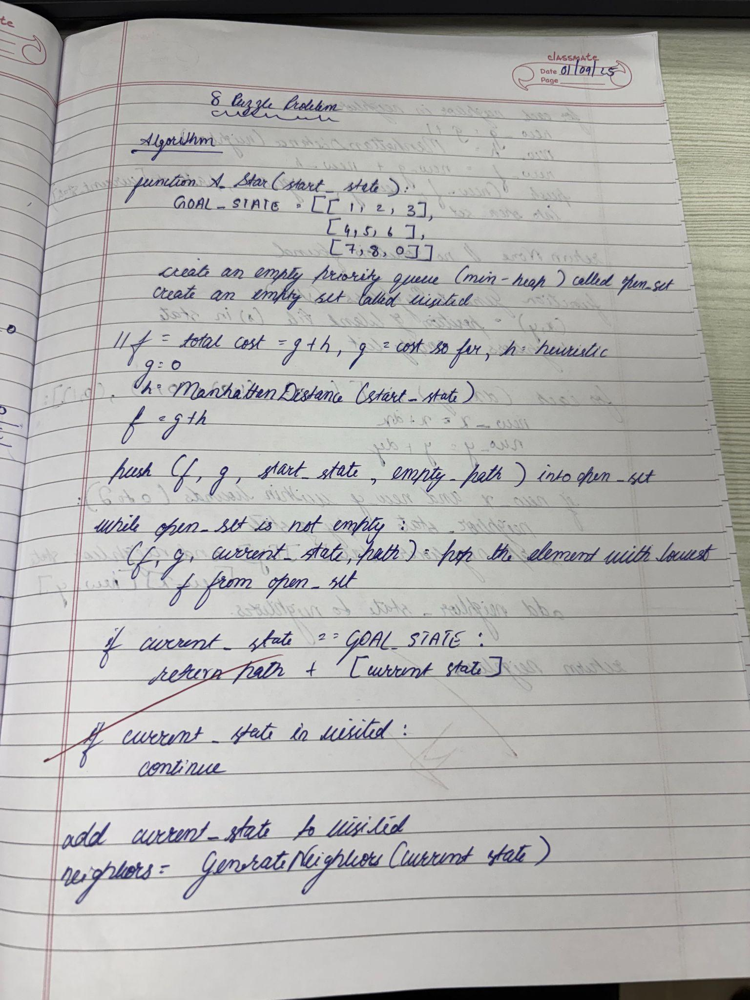 te
classmate
Date 01/09/25
Page
8 Puzzle Problem
Algorithm
function A_Star(start_state):
GOAL_STATE = [[1, 2, 3],
[4, 5, 6],
[7, 8, 0]]
create an empty priority queue (min-heap) called open_set
create an empty set called visited
// f = total cost = g+h, g = cost so far, h = heuristic
g = 0
h = Manhattan Distance (start_state)
f = g+h
push (f, g, start_state, empty_path) into open_set
while open_set is not empty:
(f, g, current_state, path) = pop the element with lowest
f from open_set
if current_state == GOAL_STATE:
return path + [current state]
if current_state in visited:
continue
add current_state to visited
neighbors = GenerateNeighbors(current state)